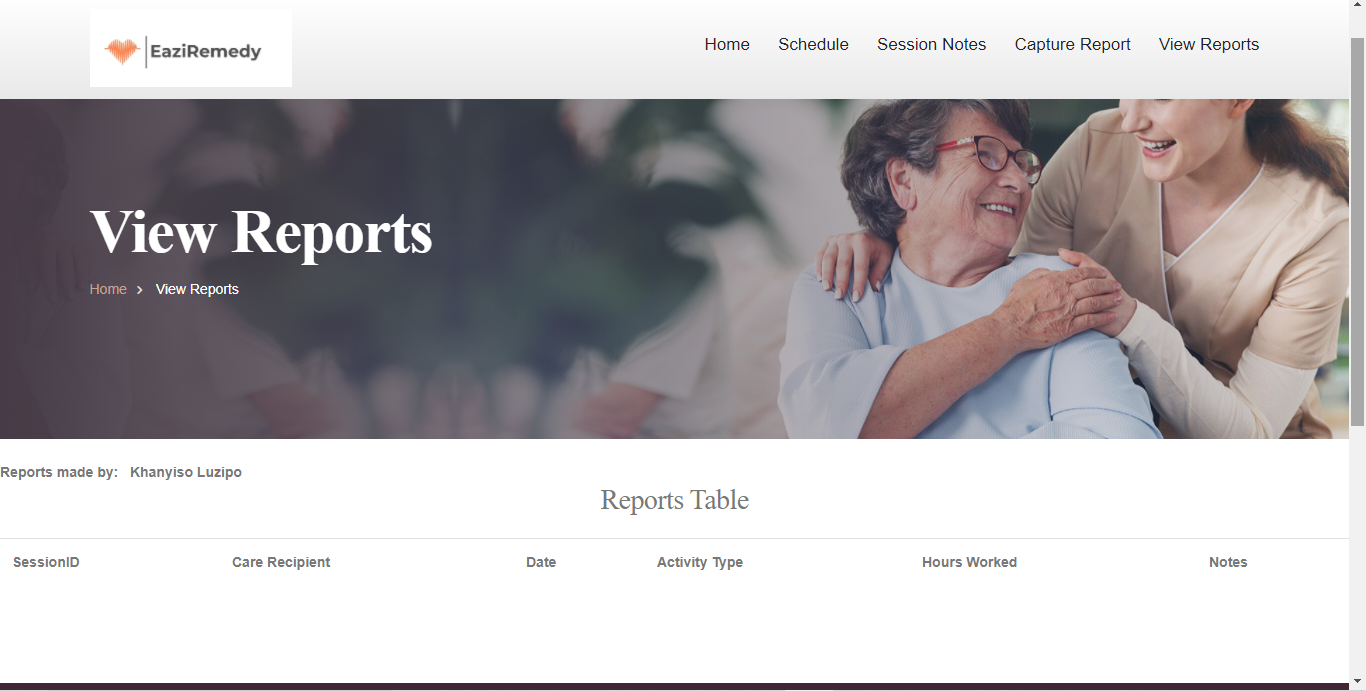 EaziRemedy
Home Schedule Session Notes Capture Report View Reports
View Reports
Home > View Reports
Reports made by: Khanyiso Luzipo
Reports Table
SessionID Care Recipient Date Activity Type Hours Worked Notes